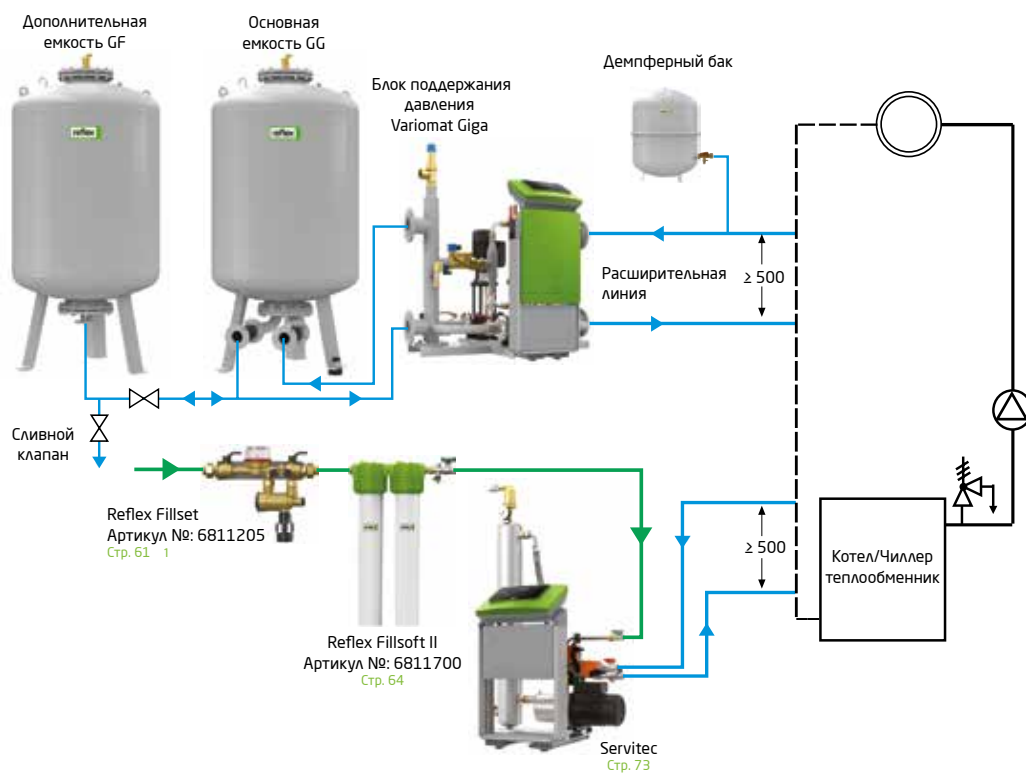 Дополнительная
емкость GF
Основная
емкость GG
Блок поддержания
давления
Variomat Giga
Демпферный бак
reflex
reflex
Расширительная
линия
≥ 500
Сливной
клапан
Reflex Fillset
Артикул №: 6811205
Стр. 61 1
Reflex Fillsoft II
Артикул №: 6811700
Стр. 64
≥ 500
Котел/Чиллер
теплообменник
Servitec
Стр. 73